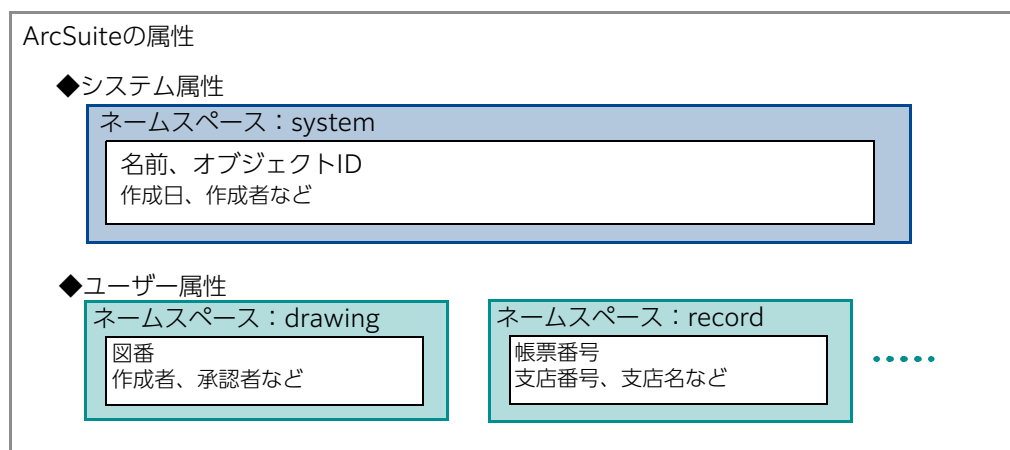 ArcSuiteの属性
◆システム属性
ネームスペース：system
名前、オブジェクトID
作成日、作成者など
◆ユーザー属性
ネームスペース：drawing
図番
作成者、承認者など
ネームスペース：record
帳票番号
支店番号、支店名など